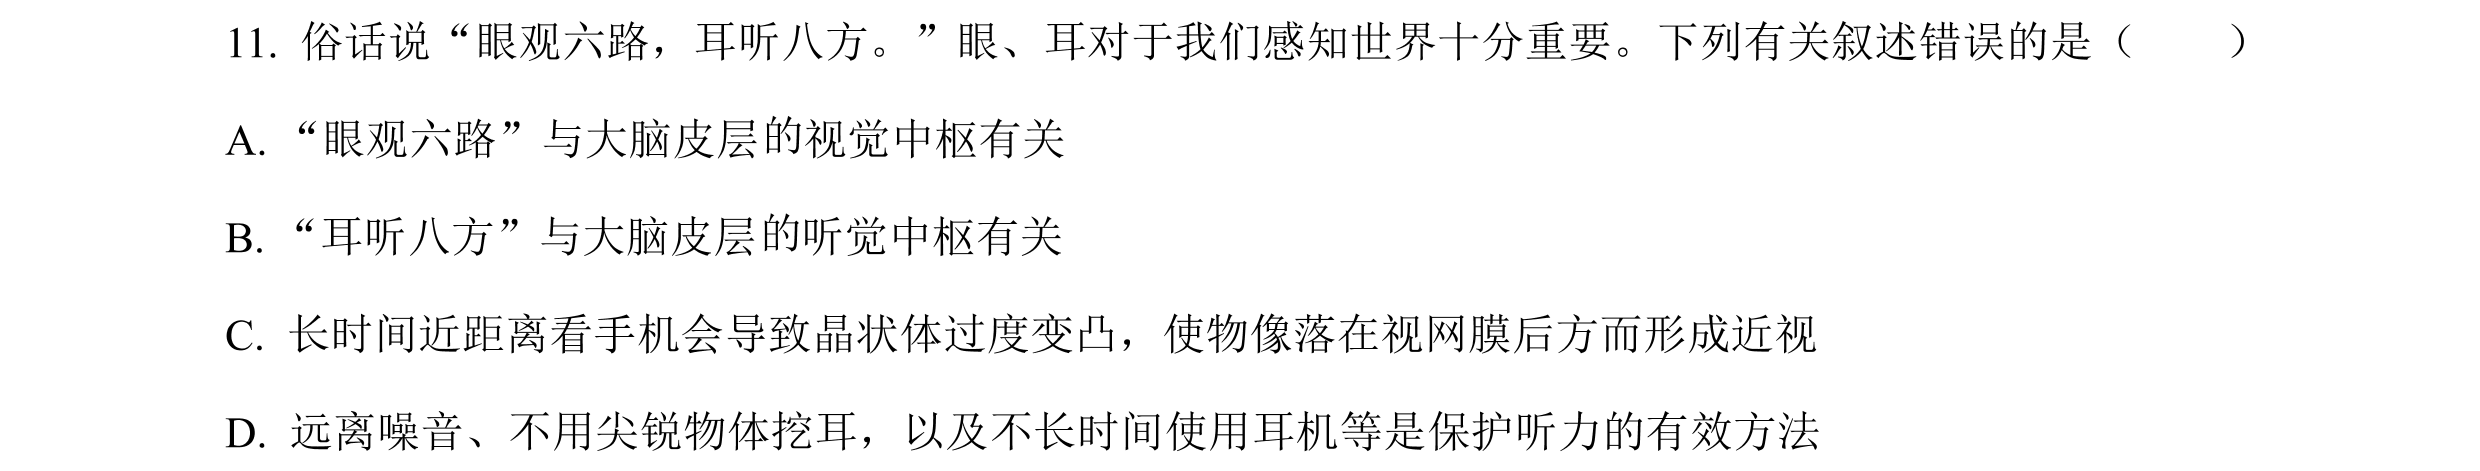 11. 俗话说“眼观六路，耳听八方。”眼、耳对于我们感知世界十分重要。下列有关叙述错误的是（　　）
A. “眼观六路”与大脑皮层的视觉中枢有关
B. “耳听八方”与大脑皮层的听觉中枢有关
C. 长时间近距离看手机会导致晶状体过度变凸，使物像落在视网膜后方而形成近视
D. 远离噪音、不用尖锐物体挖耳，以及不长时间使用耳机等是保护听力的有效方法